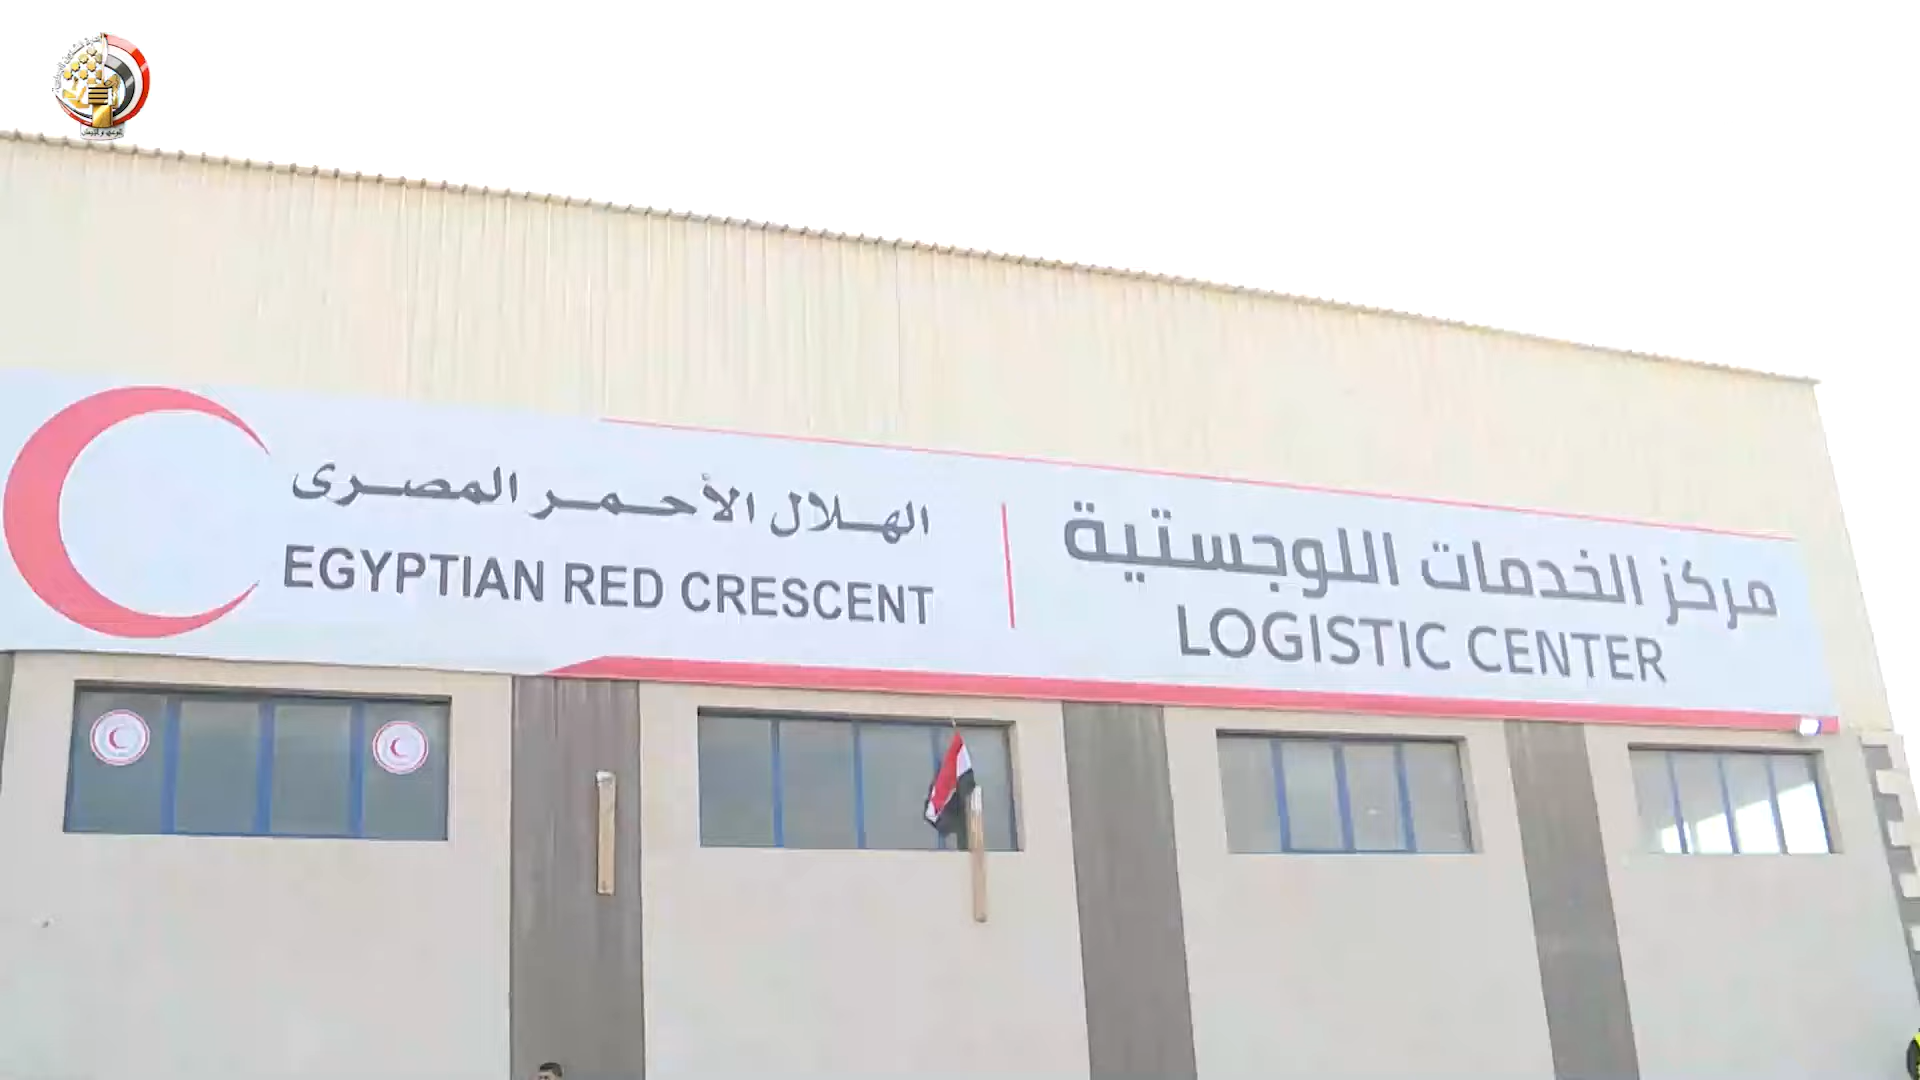 الهلال الأحمر المصرى
EGYPTIAN RED CRESCENT
مركز الخدمات اللوجستية
LOGISTIC CENTER